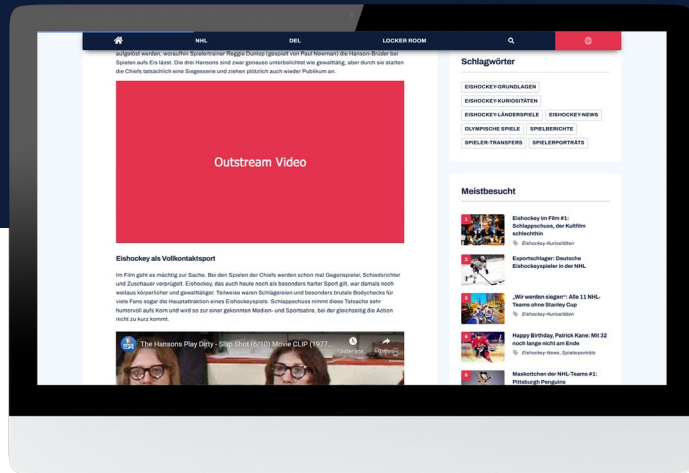 NHL
DEL
LOCKER ROOM
aufgelöst werden, woraufhin Spielertrainer Reggie Dunlop (gespielt von Paul Newman) die Hanson-Brüder bei
Spielen aufs Eis lässt. Die drei Hansons sind zwar genauso unterbelichtet wie gewalttätig, aber durch sie starten
die Chiefs tatsächlich eine Siegesserie und ziehen plötzlich auch wieder Publikum an.
Outstream Video
Eishockey als Vollkontaktsport
Im Film geht es mächtig zur Sache. Bei den Spielen der Chiefs werden schon mal Gegenspieler, Schiedsrichter
und Zuschauer verprügelt. Eishockey, das auch heute noch als besonders harter Sport gilt, war damals noch
weitaus körperlicher und gewalttätiger. Teilweise waren Schlägereien und besonders brutale Bodychecks für
viele Fans sogar die Hauptattraktion eines Eishockeyspiels. Schlappschuss nimmt diese Tatsache sehr
humorvoll aufs Korn und wird so zur einer gekonnten Medien- und Sportsatire, bei der gleichzeitig die Action
nicht zu kurz kommt.
The Hansons Play Dirty - Slap Shot (5/10) Movie CLIP (1977...
Schlagwörter
EISHOCKEY-GRUNDLAGEN
EISHOCKEY-KURIOSITÄTEN
EISHOCKEY-LÄNDERSPIELE EISHOCKEY-NEWS
OLYMPISCHE SPIELE SPIELBERICHTE
SPIELER-TRANSFERS SPIELERPORTRÄTS
Meistbesucht
1
Eishockey im Film #1:
Schlappschuss, der Kultfilm
schlechthin
Eishockey-Kuriositäten
2
Exportschlager: Deutsche
Eishockeyspieler in der NHL
3
„Wir werden siegen“: Alle 11 NHL-
Teams ohne Stanley Cup
Eishockey-Kuriositäten
4
Happy Birthday, Patrick Kane: Mit 32
noch lange nicht am Ende
Eishockey-News, Spielerporträts
5
Maskottchen der NHL-Teams #1:
Pittsburgh Penguins